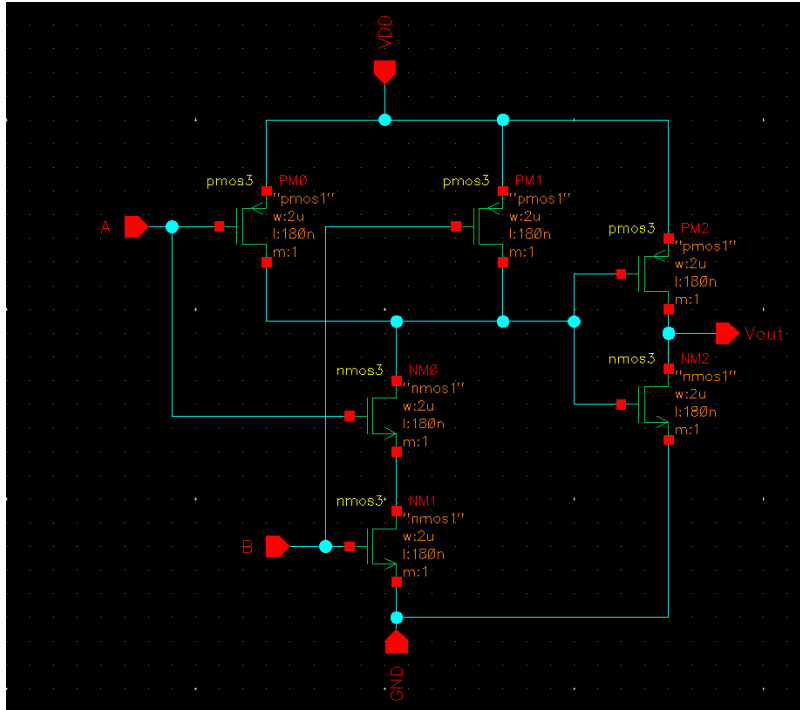 VDD
pmos3 PM0
"pmos1"
w:2u
l:180n
m:1
pmos3 PM1
"pmos1"
w:2u
l:180n
m:1
A
pmos3 PM2
"pmos1"
w:2u
l:180n
m:1
Vout
nmos3 NM0
"nmos1"
w:2u
l:180n
m:1
nmos3 NM2
"nmos1"
w:2u
l:180n
m:1
nmos3 NM1
"nmos1"
w:2u
l:180n
m:1
B
GND